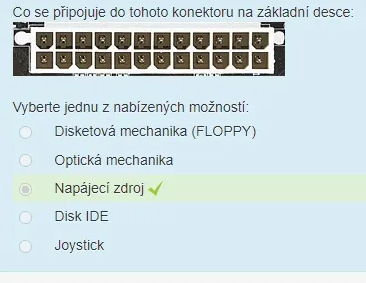 Co se připojuje do tohoto konektoru na základní desce:
Vyberte jednu z nabízených možností:
Disketová mechanika (FLOPPY)
Optická mechanika
Napájecí zdroj
Disk IDE
Joystick